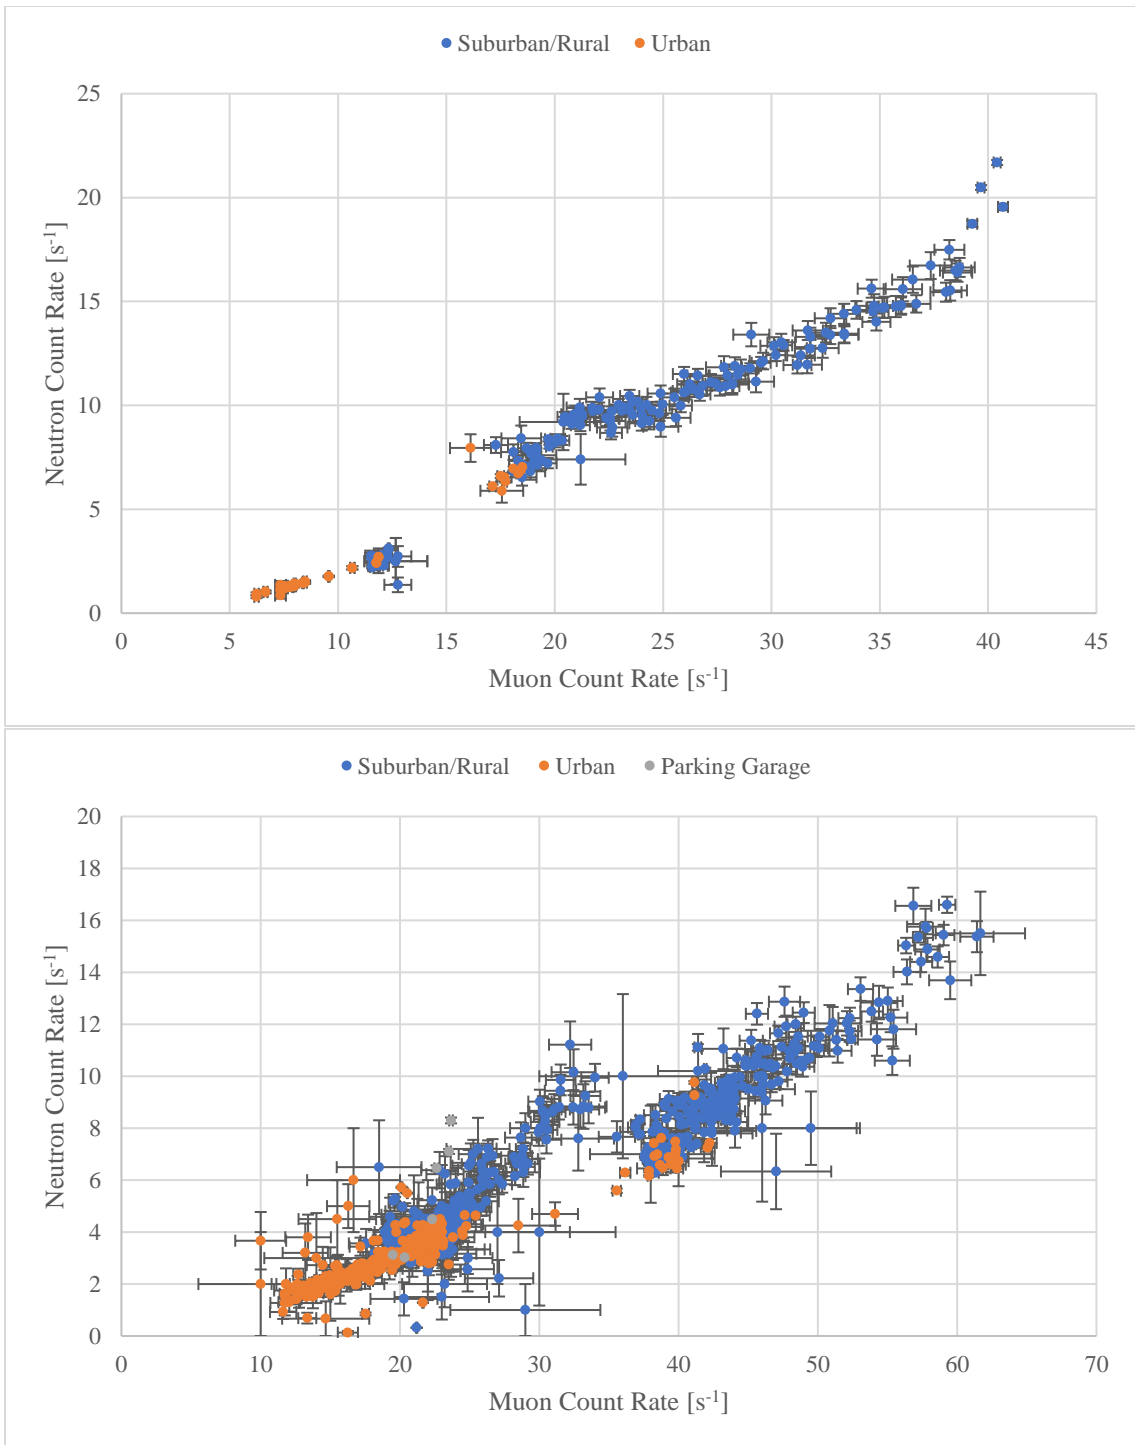 Suburban/Rural Urban
25
20
15
10
5
0
Neutron Count Rate [s⁻¹]
0 5 10 15 20 25 30 35 40 45
Muon Count Rate [s⁻¹]
Suburban/Rural Urban Parking Garage
20
18
16
14
12
10
8
6
4
2
0
Neutron Count Rate [s⁻¹]
0 10 20 30 40 50 60 70
Muon Count Rate [s⁻¹]